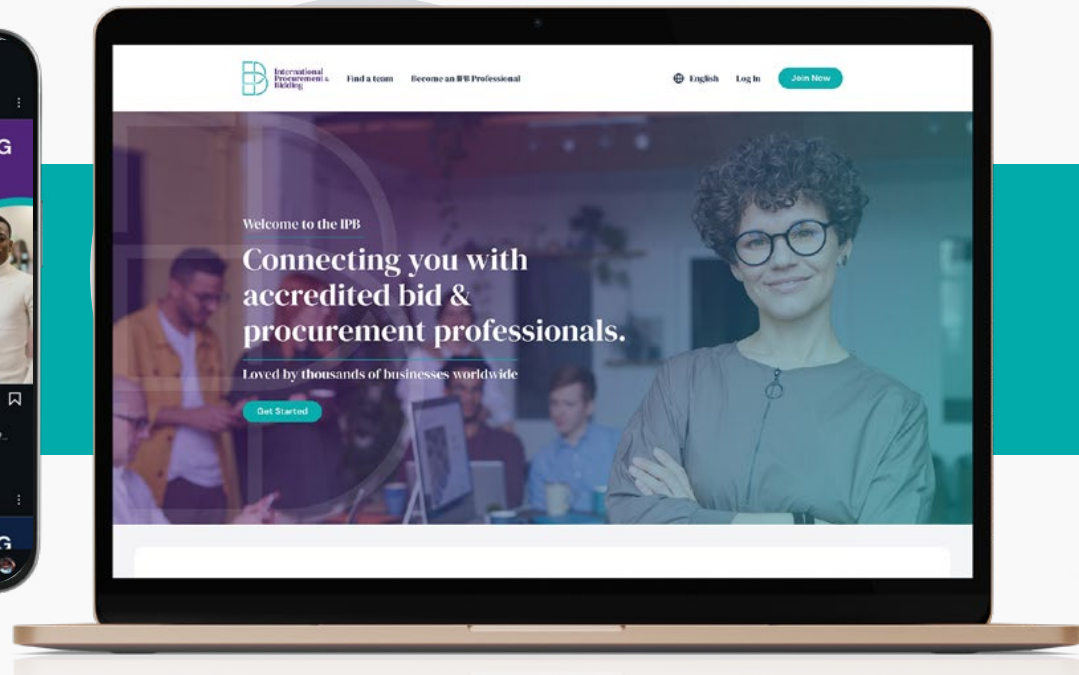 G
G
International
Procurement &
Bidding
Find a team
Become an IPB Professional
English
Log In
Join Now
Welcome to the IPB
Connecting you with
accredited bid &
procurement professionals.
Loved by thousands of businesses worldwide
Get Started